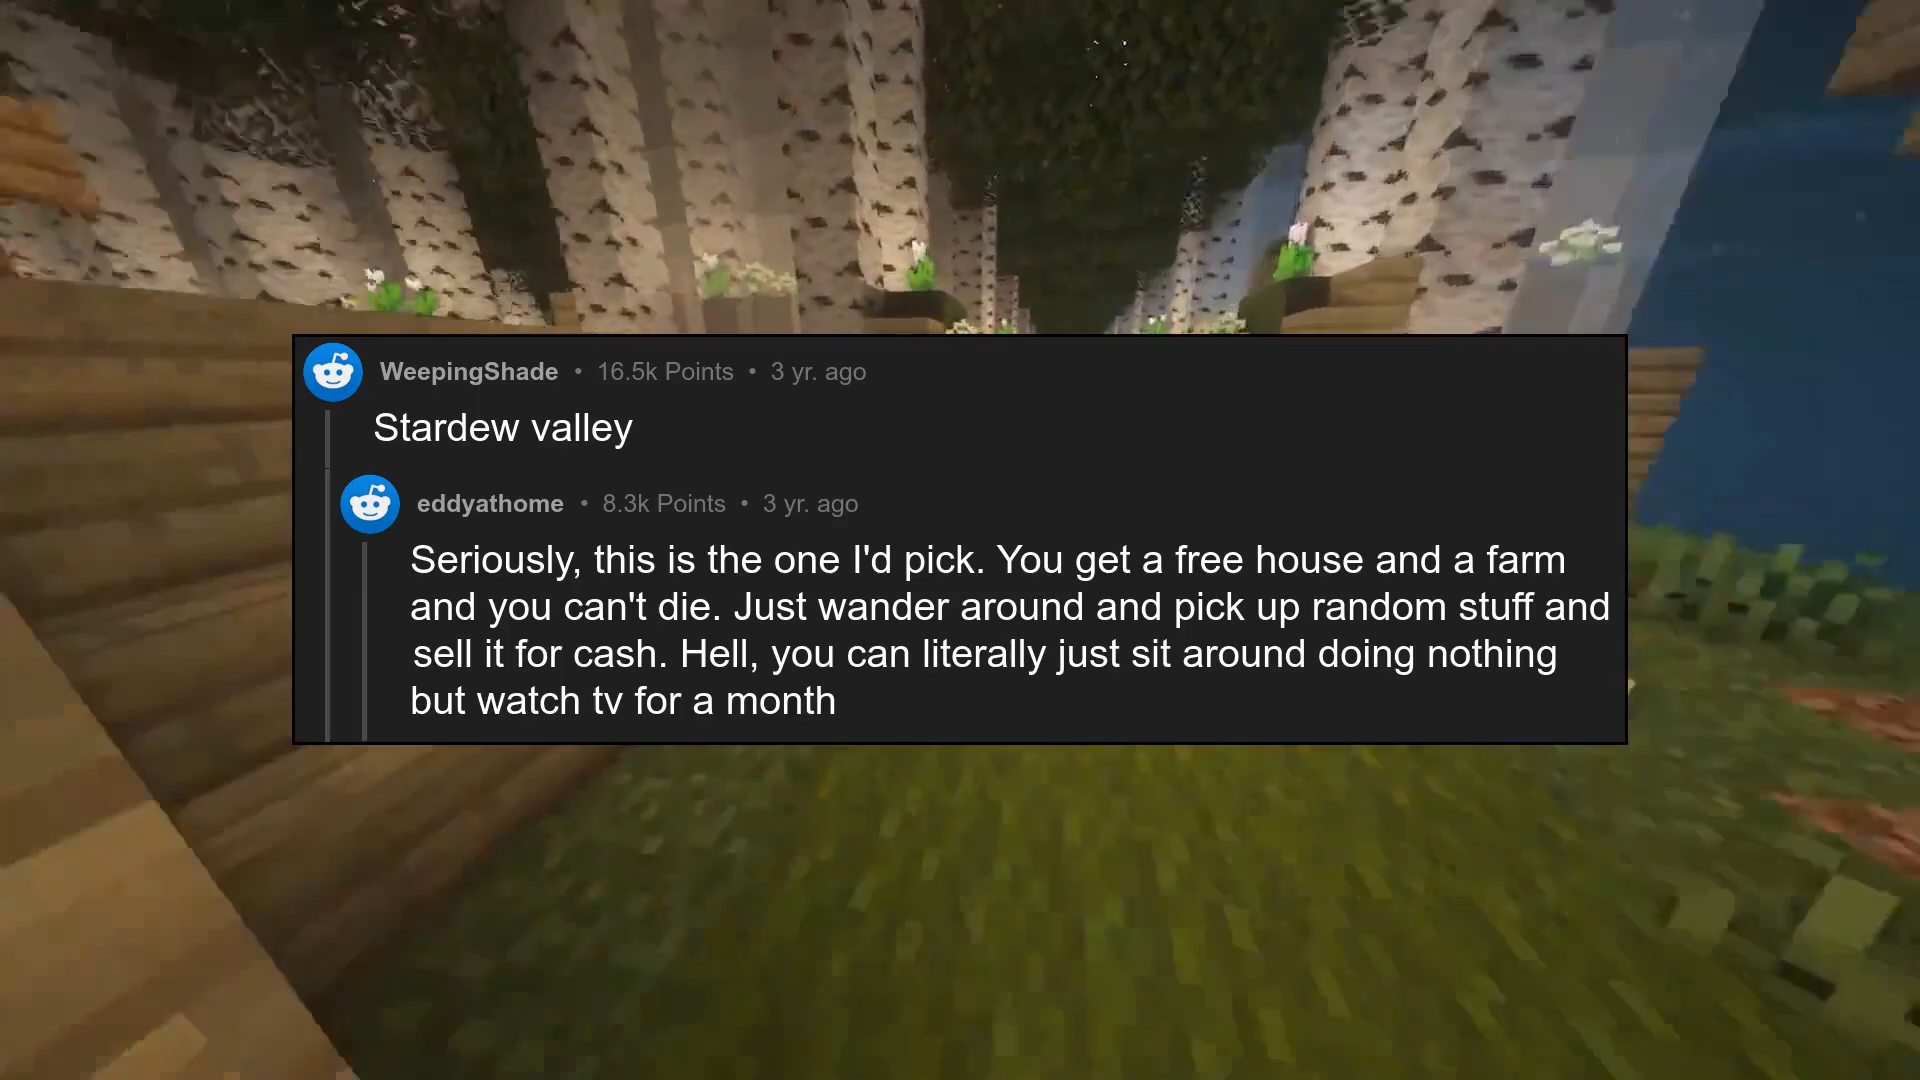 WeepingShade • 16.5k Points • 3 yr. ago
Stardew valley
eddyathome • 8.3k Points • 3 yr. ago
Seriously, this is the one I'd pick. You get a free house and a farm
and you can't die. Just wander around and pick up random stuff and
sell it for cash. Hell, you can literally just sit around doing nothing
but watch tv for a month